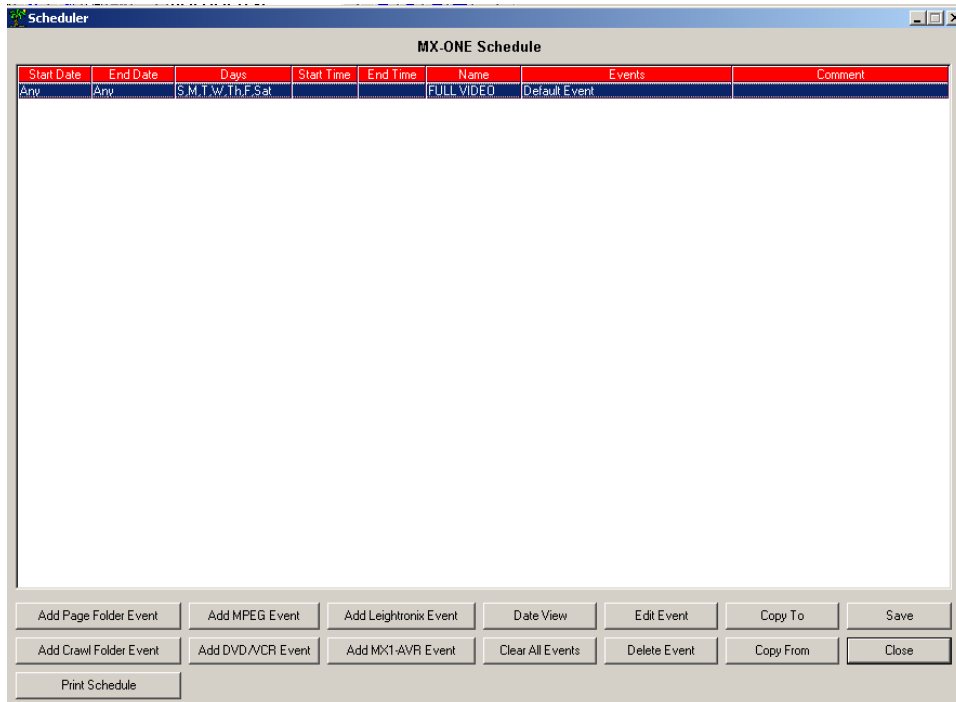 Scheduler
MX-ONE Schedule
Start Date End Date Days Start Time End Time Name Events Comment
Any Any S,M,T,W,Th,F,Sat FULL VIDEO Default Event
Add Page Folder Event Add MPEG Event Add Leightronix Event Date View Edit Event Copy To Save
Add Crawl Folder Event Add DVD/VCR Event Add MX1-AVR Event Clear All Events Delete Event Copy From Close
Print Schedule